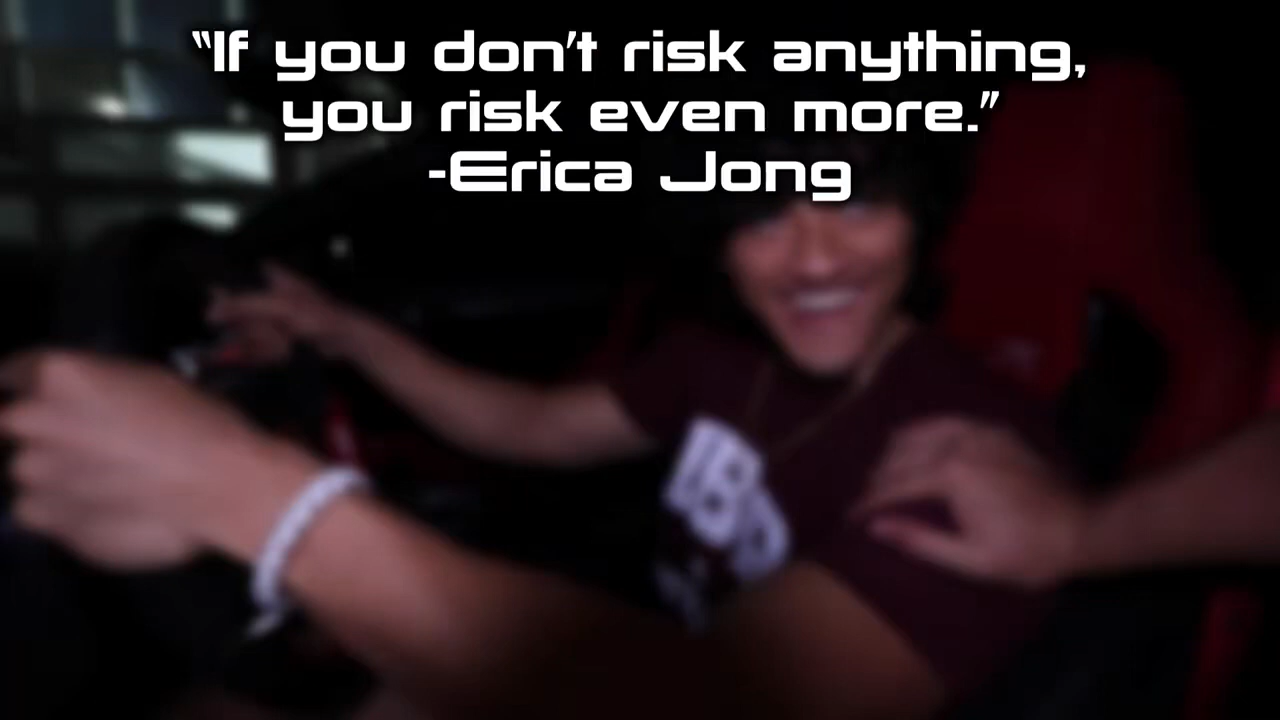 “If you don’t risk anything,
you risk even more.”
-Erica Jong